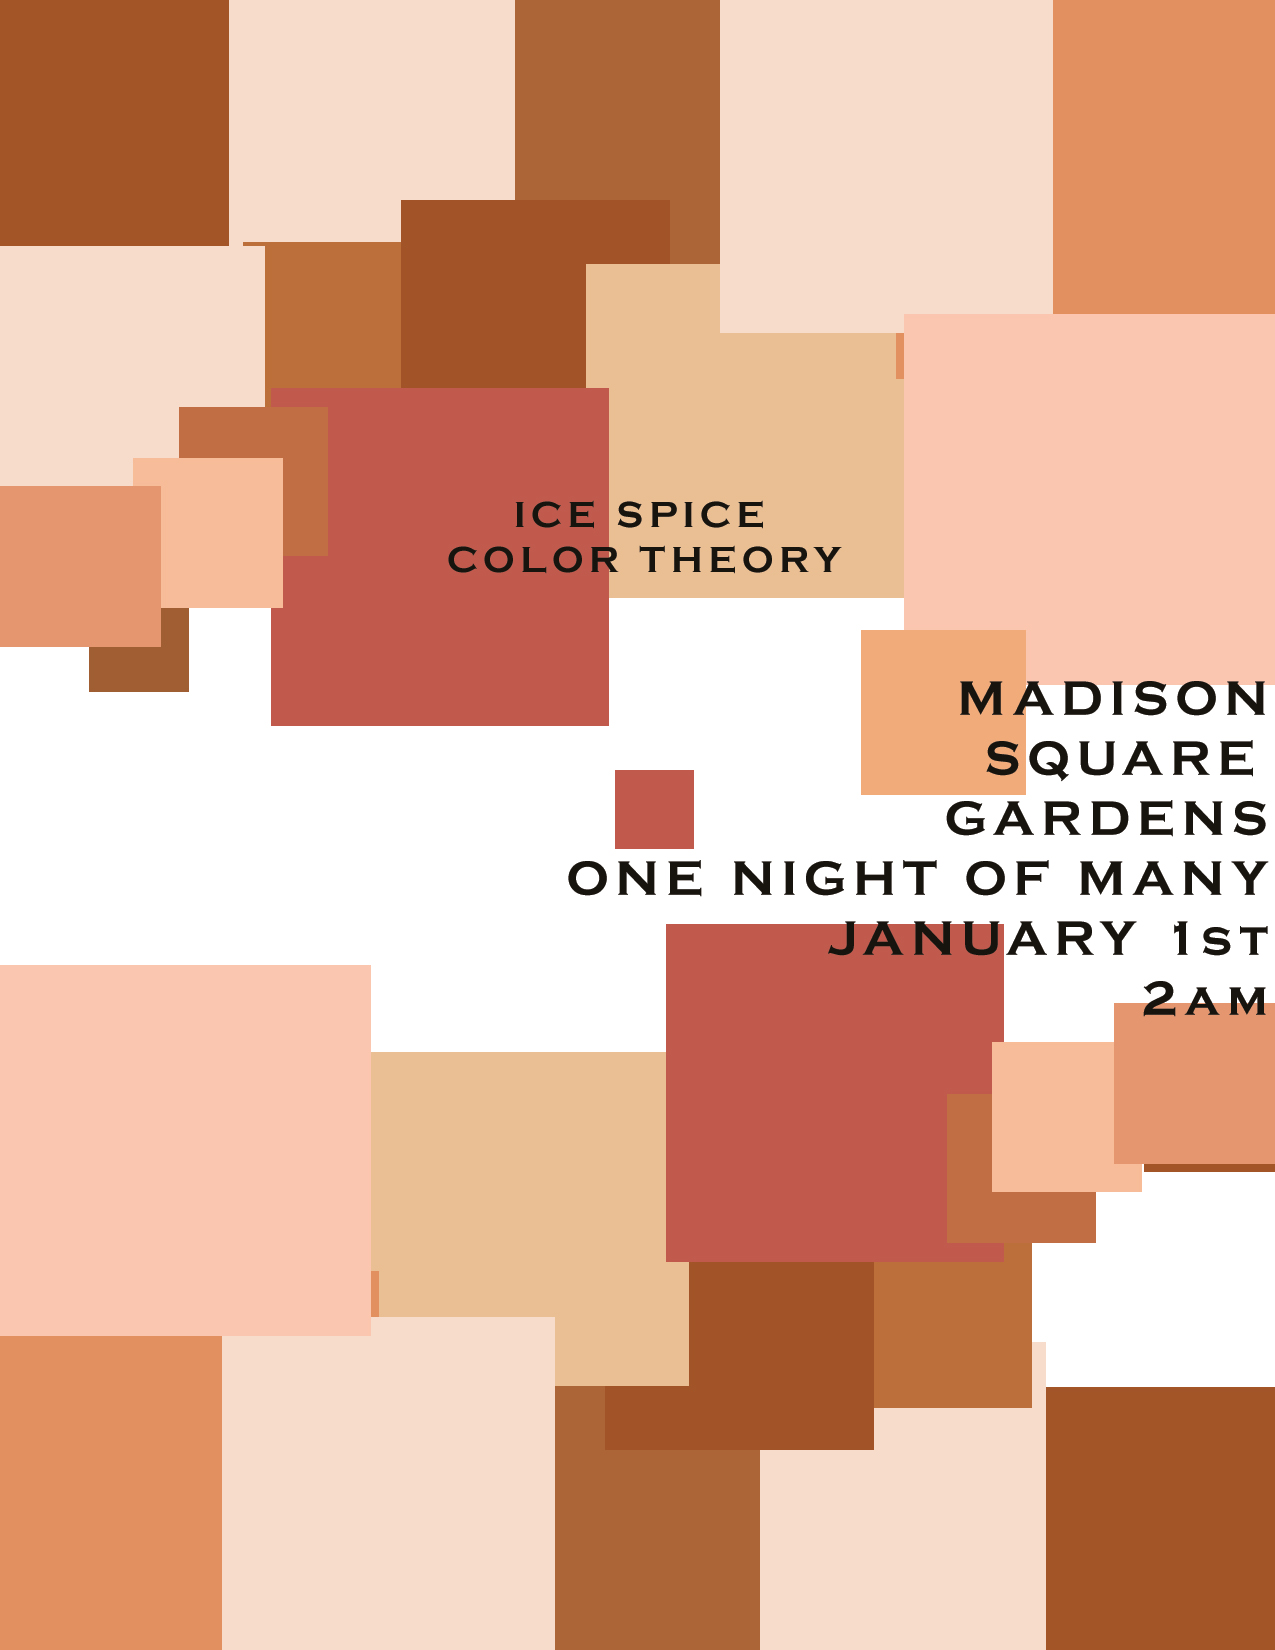 ICE SPICE
COLOR THEORY
MADISON
SQUARE
GARDENS
ONE NIGHT OF MANY
JANUARY 1ST
2AM